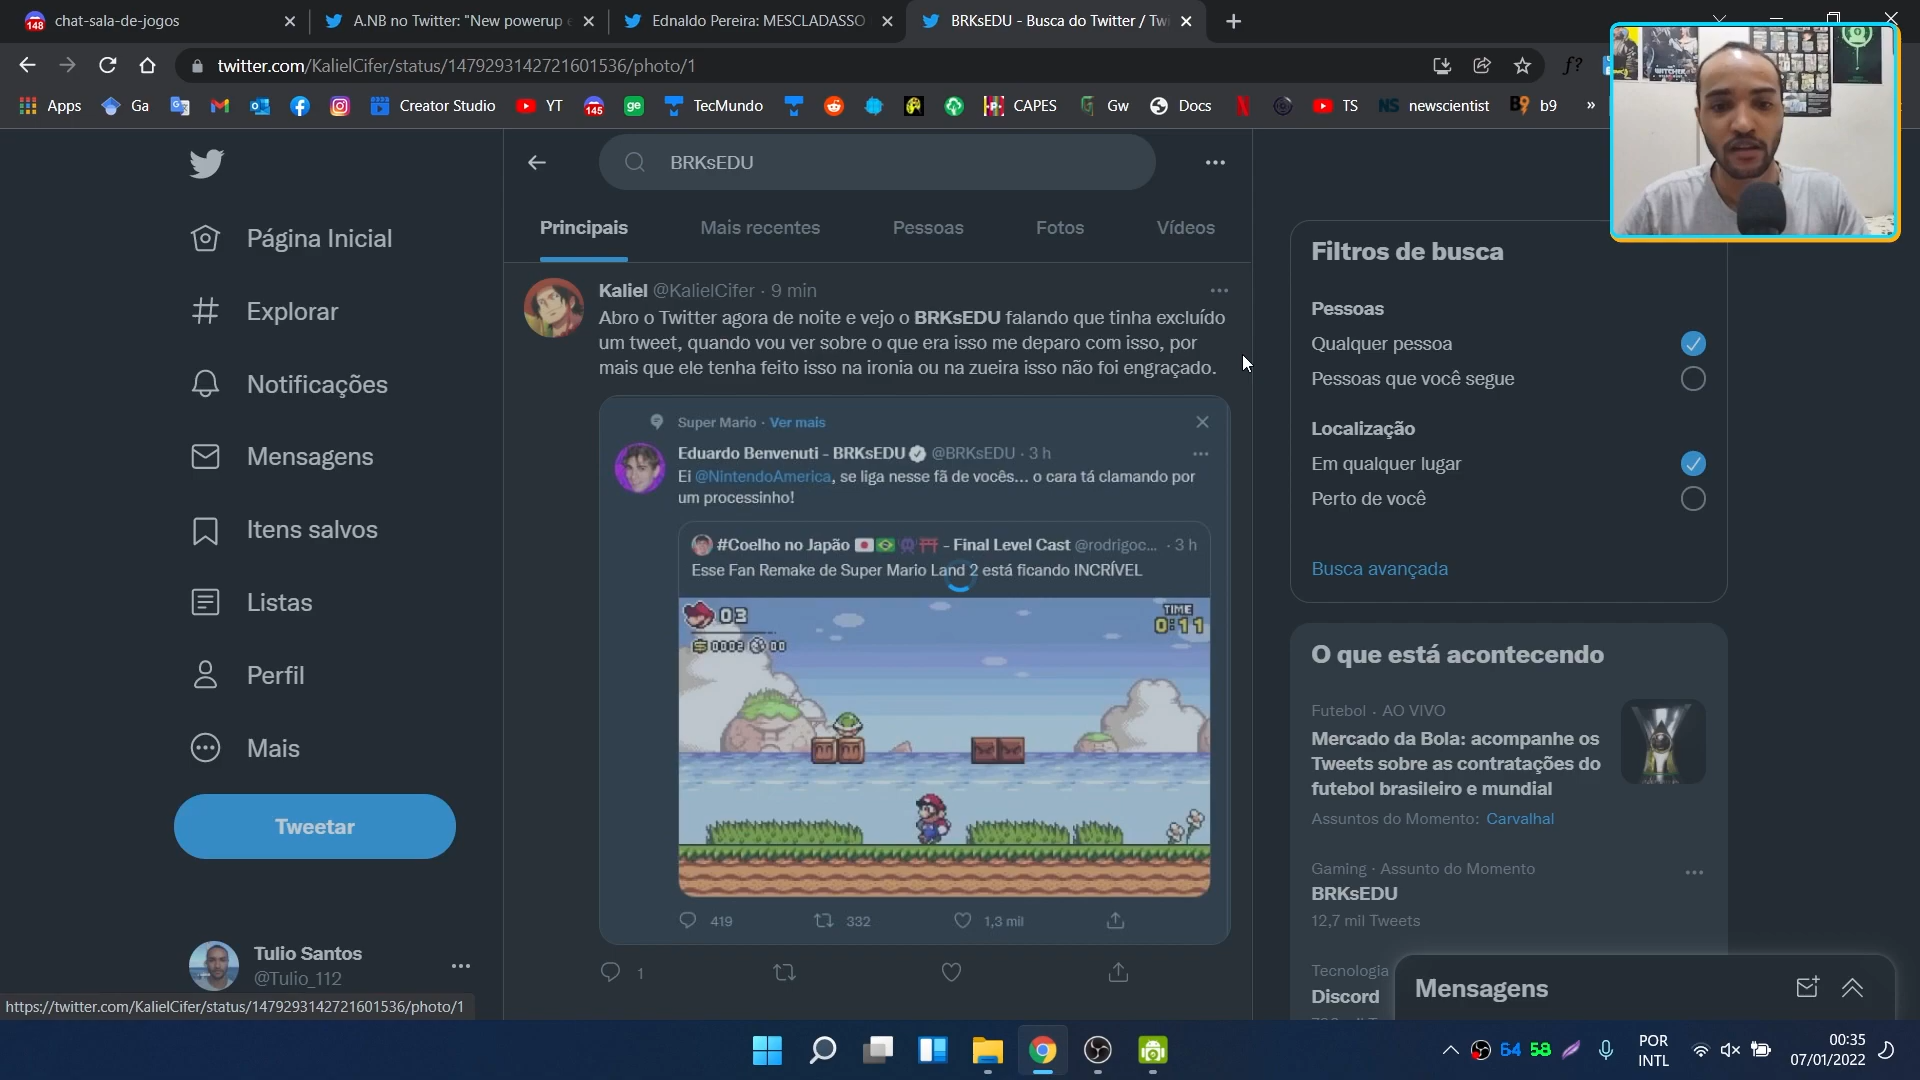 148
chat-sala-de-jogos
A.NB no Twitter: "New powerup e
Ednaldo Pereira: MESCLADASSO
BRKsEDU - Busca do Twitter / Twi
twitter.com/KalielCifer/status/1479293142721601536/photo/1
f?
Apps
Ga
Creator Studio
YT
145
ge
TecMundo
CAPES
Gw
Docs
TS
NS
newscientist
B9
b9
»
WITCHER
BRKsEDU
Página Inicial
Explorar
Notificações
Mensagens
Itens salvos
Listas
Perfil
Mais
Tweetar
Tulio Santos
@Tulio_112
https://twitter.com/KalielCifer/status/1479293142721601536/photo/1
Principais
Mais recentes
Pessoas
Fotos
Vídeos
Kaliel @KalielCifer · 9 min
Abro o Twitter agora de noite e vejo o BRKsEDU falando que tinha excluído
um tweet, quando vou ver sobre o que era isso me deparo com isso, por
mais que ele tenha feito isso na ironia ou na zueira isso não foi engraçado.
Super Mario · Ver mais
Eduardo Benvenuti - BRKsEDU @BRKsEDU · 3 h
Ei @NintendoAmerica, se liga nesse fã de vocês... o cara tá clamando por
um processinho!
#Coelho no Japão - Final Level Cast @rodrigoc... · 3 h
Esse Fan Remake de Super Mario Land 2 está ficando INCRÍVEL
03
TIME
0:11
0002
00
419
332
1,3 mil
1
Filtros de busca
Pessoas
Qualquer pessoa
Pessoas que você segue
Localização
Em qualquer lugar
Perto de você
Busca avançada
O que está acontecendo
Futebol · AO VIVO
Mercado da Bola: acompanhe os
Tweets sobre as contratações do
futebol brasileiro e mundial
Assuntos do Momento: Carvalhal
Gaming · Assunto do Momento
BRKsEDU
12,7 mil Tweets
Tecnologia
Discord
Mensagens
64
58
POR
INTL
00:35
07/01/2022